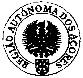 REGIÃO AUTÓNOMA DOS AÇORES